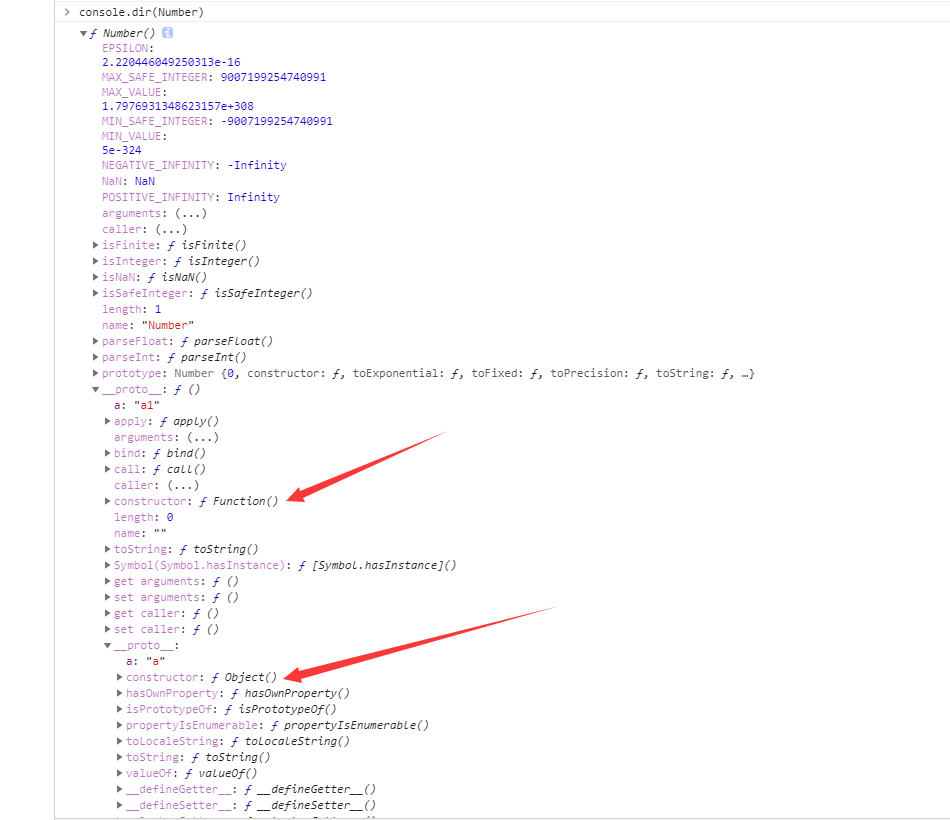 > console.dir(Number)
▼ƒ Number() i
EPSILON:
2.220446049250313e-16
MAX_SAFE_INTEGER: 9007199254740991
MAX_VALUE:
1.7976931348623157e+308
MIN_SAFE_INTEGER: -9007199254740991
MIN_VALUE:
5e-324
NEGATIVE_INFINITY: -Infinity
NaN: NaN
POSITIVE_INFINITY: Infinity
arguments: (...)
caller: (...)
▶isFinite: ƒ isFinite()
▶isInteger: ƒ isInteger()
▶isNaN: ƒ isNaN()
▶isSafeInteger: ƒ isSafeInteger()
length: 1
name: "Number"
▶parseFloat: ƒ parseFloat()
▶parseInt: ƒ parseInt()
▶prototype: Number {0, constructor: ƒ, toExponential: ƒ, toFixed: ƒ, toPrecision: ƒ, toString: ƒ, …}
▼__proto__: ƒ ()
a: "a1"
▶apply: ƒ apply()
arguments: (...)
▶bind: ƒ bind()
▶call: ƒ call()
caller: (...)
▶constructor: ƒ Function()
length: 0
name: ""
▶toString: ƒ toString()
▶Symbol(Symbol.hasInstance): ƒ [Symbol.hasInstance]()
▶get arguments: ƒ ()
▶set arguments: ƒ ()
▶get caller: ƒ ()
▶set caller: ƒ ()
▼__proto__:
a: "a"
▶constructor: ƒ Object()
▶hasOwnProperty: ƒ hasOwnProperty()
▶isPrototypeOf: ƒ isPrototypeOf()
▶propertyIsEnumerable: ƒ propertyIsEnumerable()
▶toLocaleString: ƒ toLocaleString()
▶toString: ƒ toString()
▶valueOf: ƒ valueOf()
▶__defineGetter__: ƒ __defineGetter__()
▶__defineSetter__: ƒ __defineSetter__()